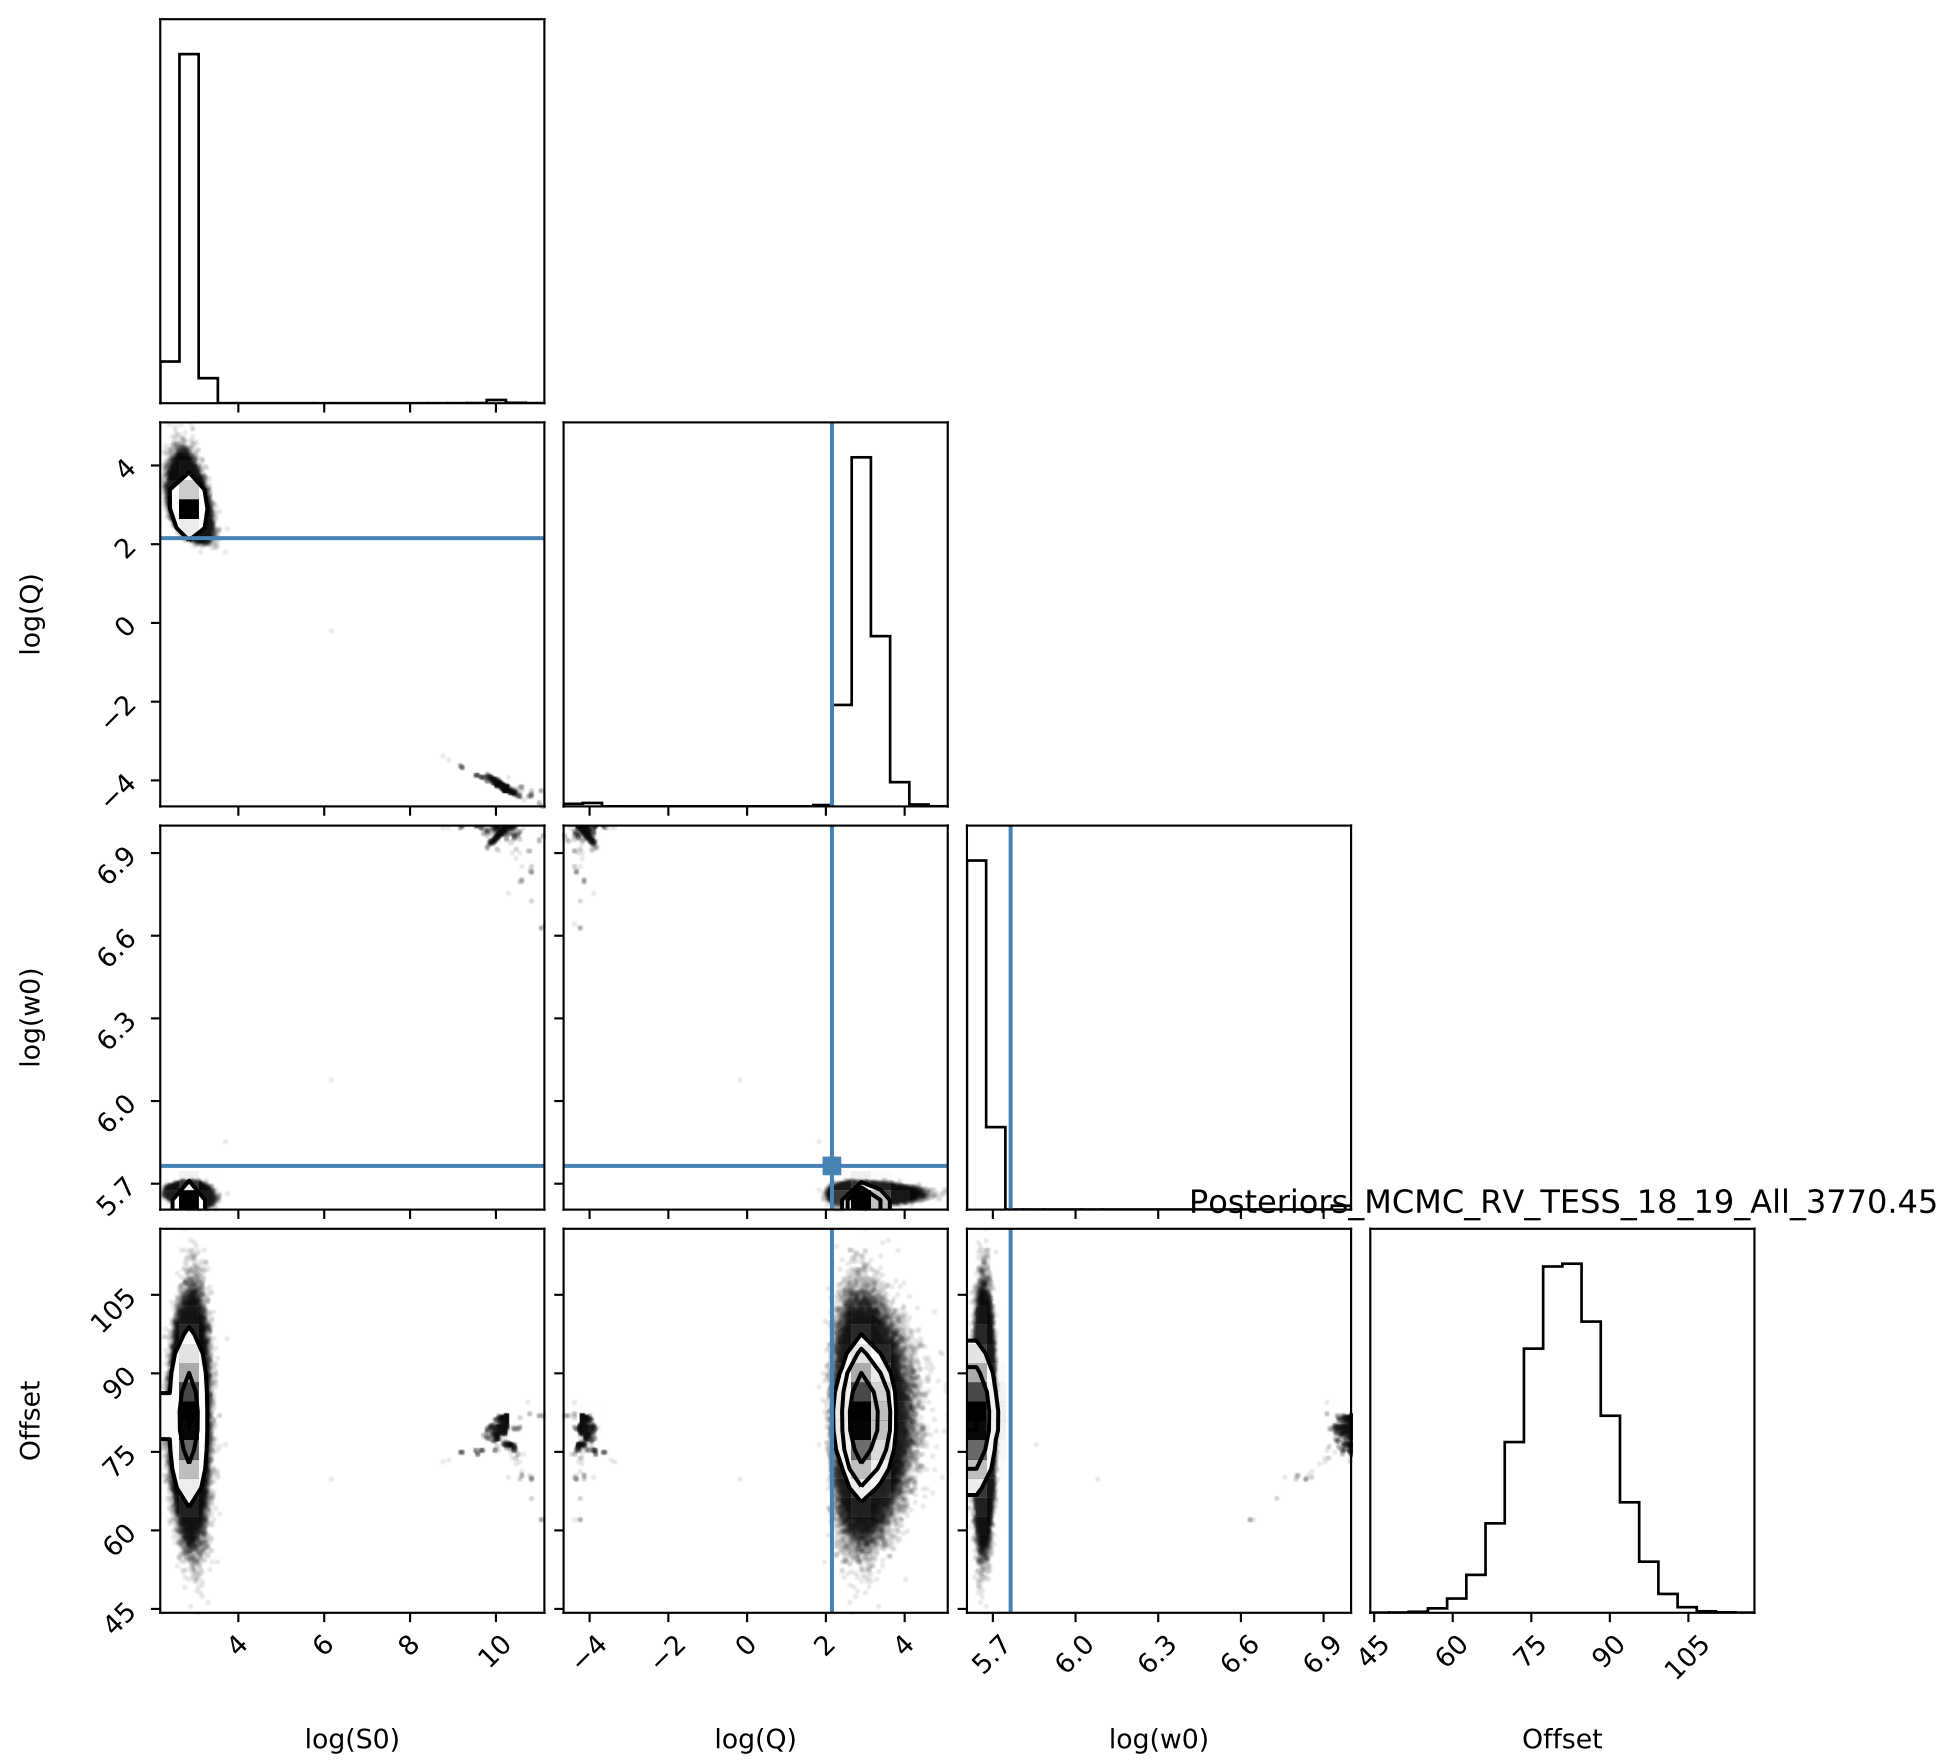 log(Q)
4
2
0
−2
−4
log(w0)
6.9
6.6
6.3
6.0
5.7
Posteriors_MCMC_RV_TESS_18_19_All_3770.45
Offset
105
90
75
60
45
4 6 8 10
−4 −2 0 2 4
5.7 6.0 6.3 6.6 6.9
45 60 75 90 105
log(S0) log(Q) log(w0) Offset